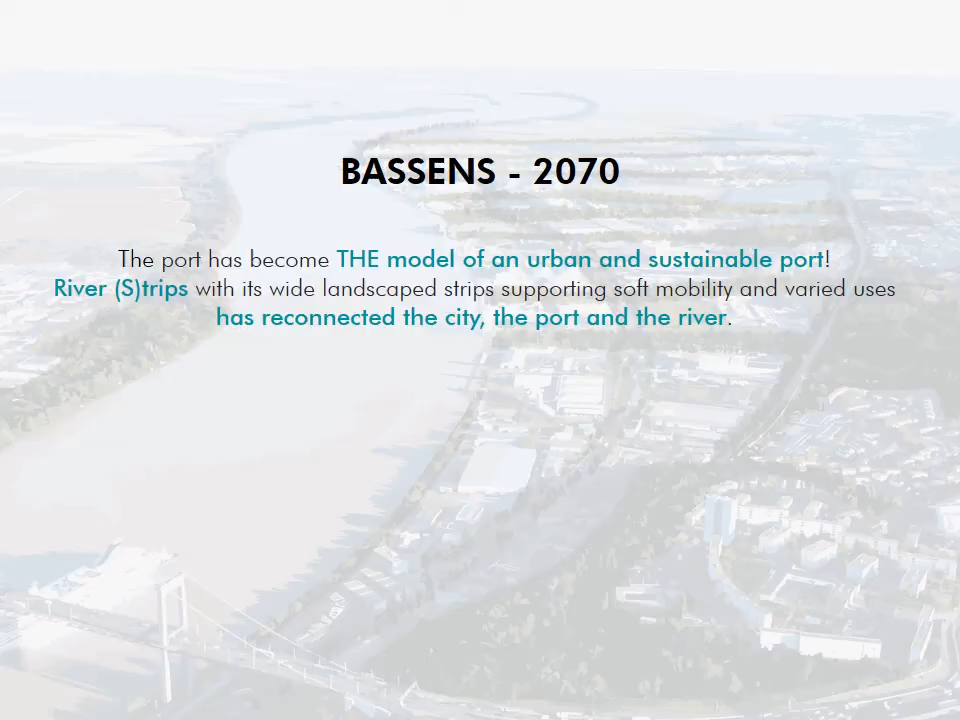 BASSENS - 2070
The port has become THE model of an urban and sustainable port!
River (S)trips with its wide landscaped strips supporting soft mobility and varied uses
has reconnected the city, the port and the river.